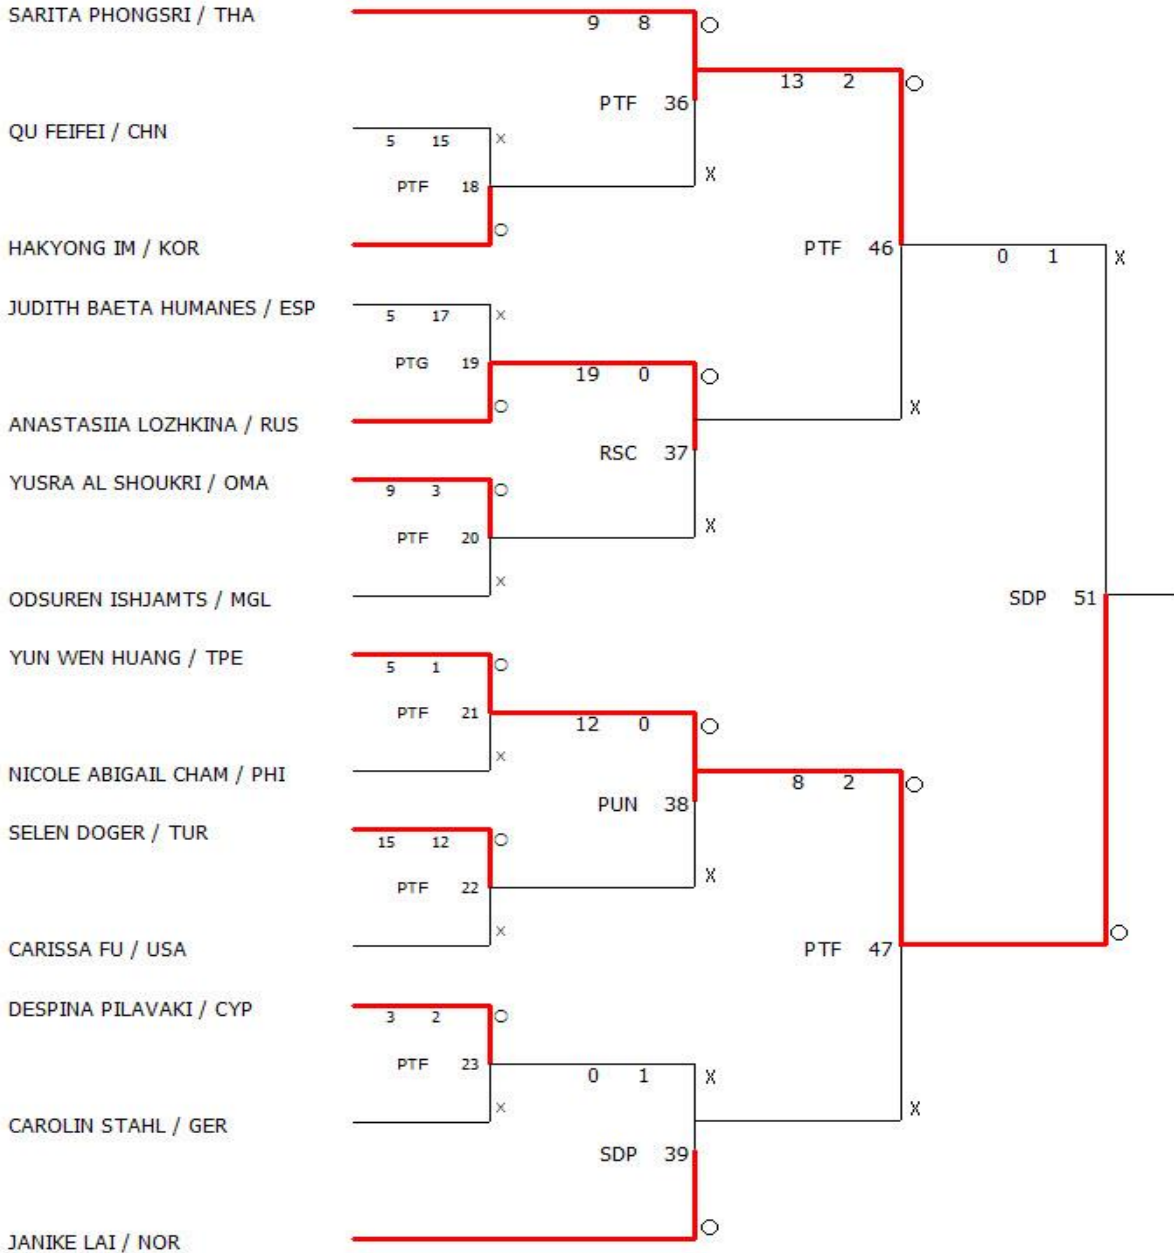 SARITA PHONGSRI / THA
9 8 O
13 2 O
PTF 36
QU FEIFEI / CHN
5 15 X
PTF 18
X
O
HAKYONG IM / KOR
PTF 46
0 1 X
JUDITH BAETA HUMANES / ESP
5 17 X
PTG 19
19 0 O
O
X
ANASTASIIA LOZHKINA / RUS
RSC 37
YUSRA AL SHOUKRI / OMA
9 3 O
PTF 20
X
X
ODSUREN ISHJAMTS / MGL
SDP 51
YUN WEN HUANG / TPE
5 1 O
PTF 21
12 0 O
X
NICOLE ABIGAIL CHAM / PHI
8 2 O
PUN 38
SELEN DOGER / TUR
15 12 O
PTF 22
X
X
O
CARISSA FU / USA
PTF 47
DESPINA PILAVAKI / CYP
3 2 O
PTF 23
0 1 X
X
X
CAROLIN STAHL / GER
SDP 39
O
JANIKE LAI / NOR